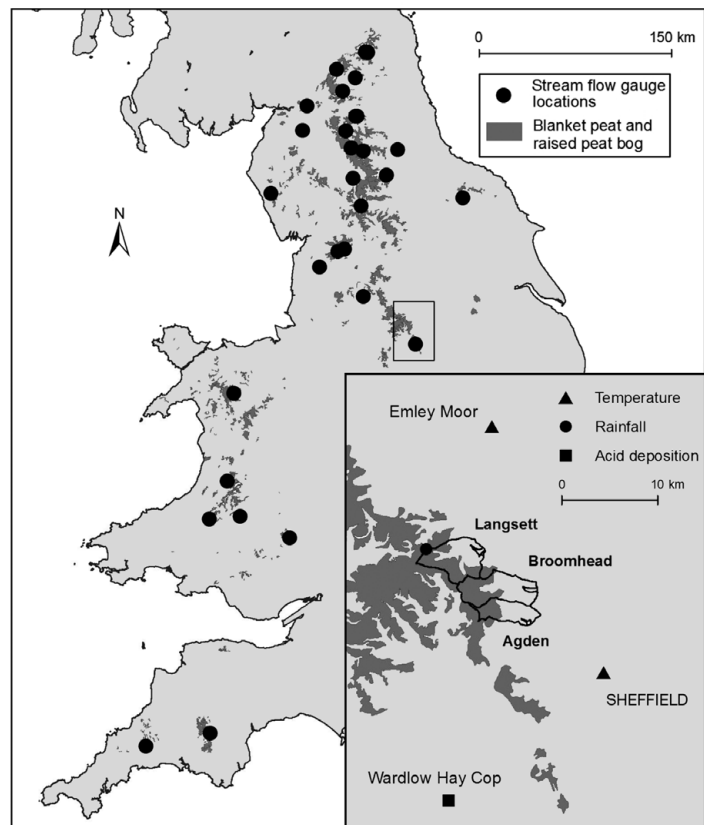 0 150 km
Stream flow gauge
locations
Blanket peat and
raised peat bog
N
Emley Moor
Temperature
Rainfall
Acid deposition
0 10 km
Langsett
Broomhead
Agden
SHEFFIELD
Wardlow Hay Cop